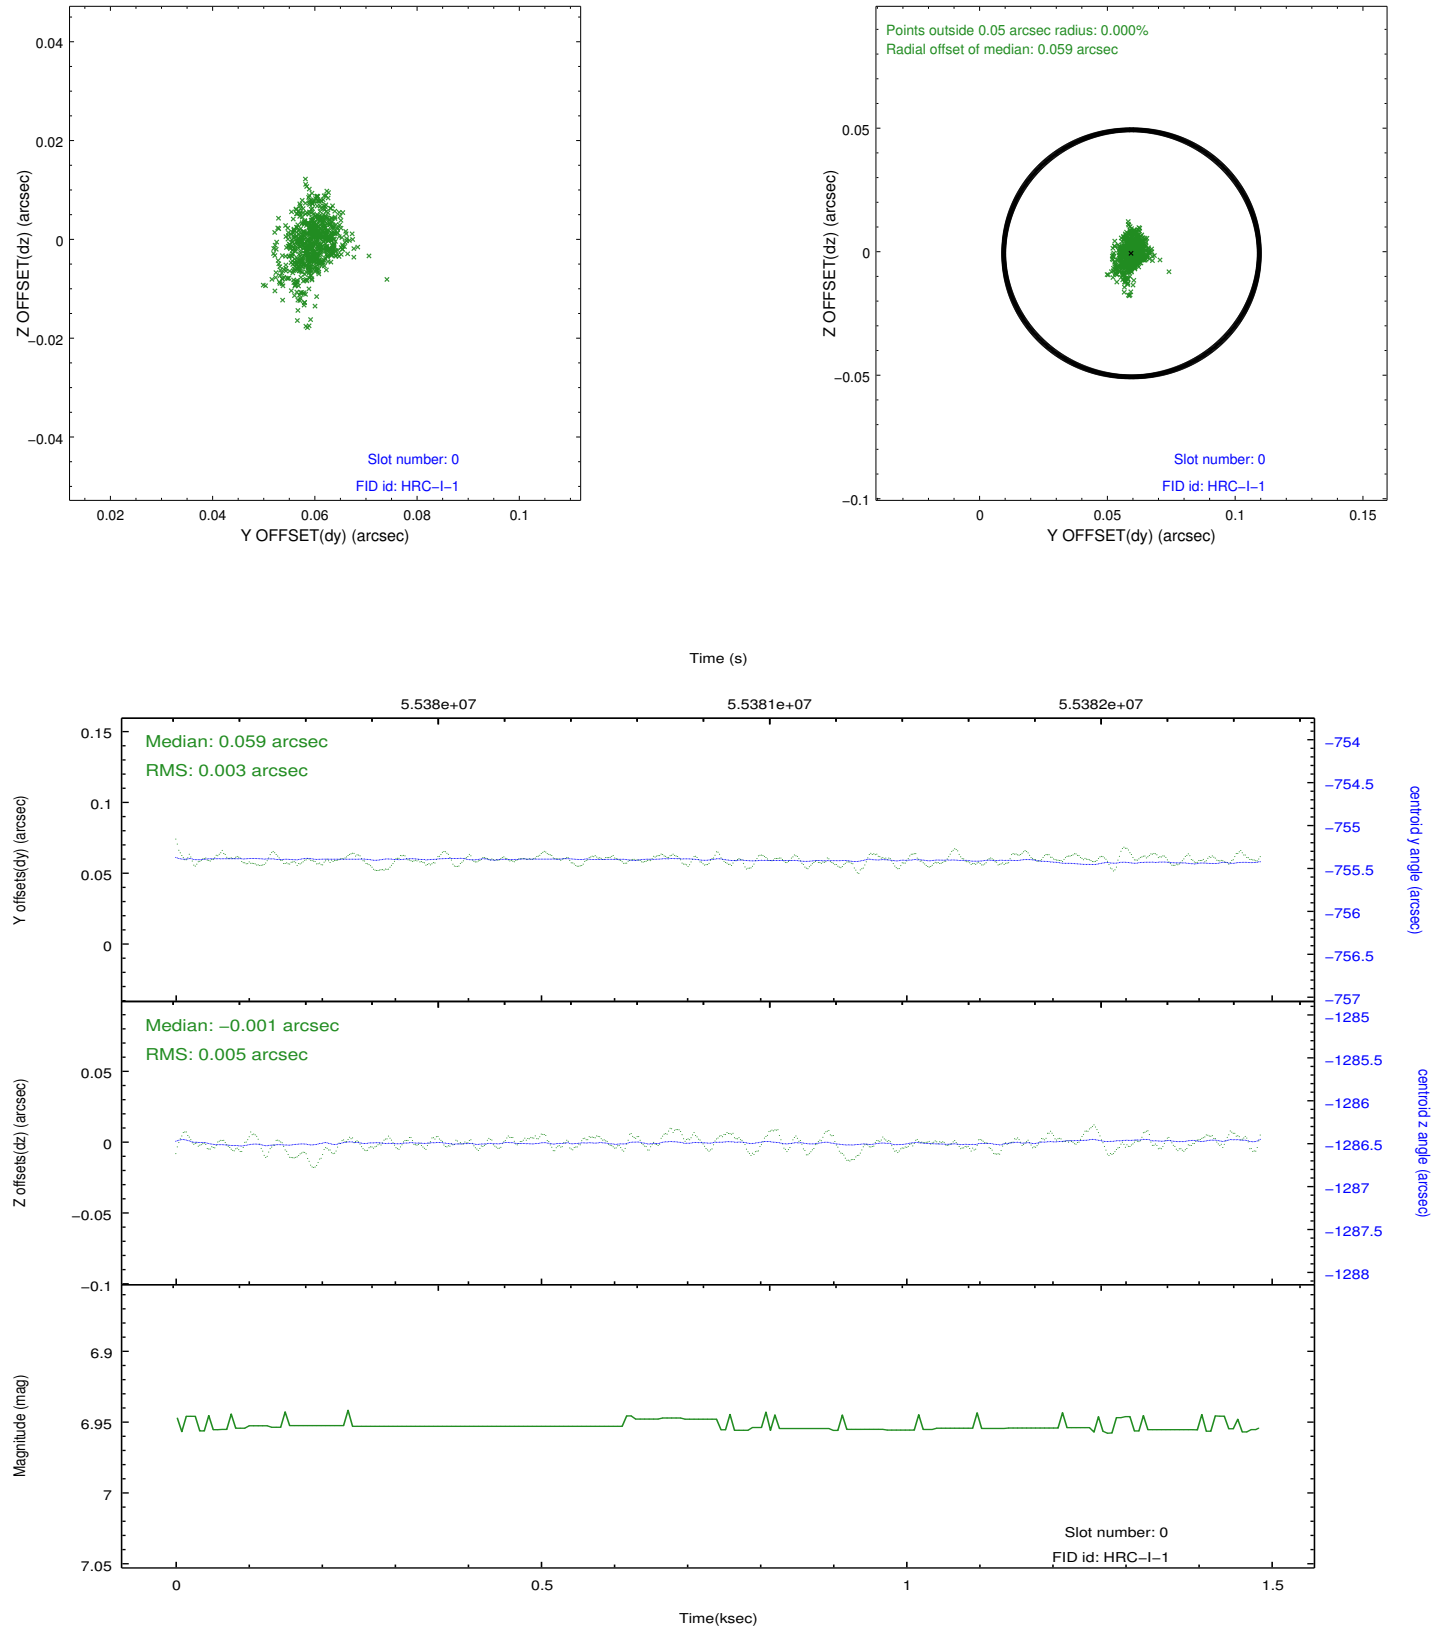 0.04
0.02
0
−0.02
−0.04
Z OFFSET(dz) (arcsec)
Slot number: 0
FID id: HRC−I−1
0.02 0.04 0.06 0.08 0.1
Y OFFSET(dy) (arcsec)
Points outside 0.05 arcsec radius: 0.000%
Radial offset of median: 0.059 arcsec
0.05
0
−0.05
−0.1
Z OFFSET(dz) (arcsec)
Slot number: 0
FID id: HRC−I−1
0 0.05 0.1 0.15
Y OFFSET(dy) (arcsec)
Time (s)
5.538e+07 5.5381e+07 5.5382e+07
Median: 0.059 arcsec
RMS: 0.003 arcsec
0.15
0.1
0.05
0
Y offsets(dy) (arcsec)
−754
−754.5
−755
−755.5
−756
−756.5
−757
centroid y angle (arcsec)
Median: −0.001 arcsec
RMS: 0.005 arcsec
0.05
0
−0.05
−0.1
Z offsets(dz) (arcsec)
−1285
−1285.5
−1286
−1286.5
−1287
−1287.5
−1288
centroid z angle (arcsec)
6.9
6.95
7
7.05
Magnitude (mag)
Slot number: 0
FID id: HRC−I−1
0 0.5 1 1.5
Time(ksec)